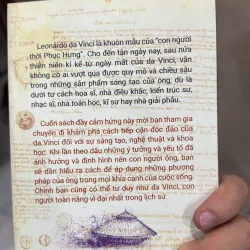 Leonardo da Vinci là khuôn mẫu của "con người
thời Phục Hưng". Cho đến tận ngày nay, sau nửa
thiên niên kỉ kể từ ngày mất của da Vinci, vẫn
không có ai vượt qua được quy mô và chiều sâu
trong những sản phẩm sáng tạo của ông, dù là
dưới tư cách họa sĩ, nhà điêu khắc, kiến trúc sư,
nhạc sĩ, nhà toán học, kĩ sư hay nhà giải phẫu.
Cuốn sách đầy cảm hứng này mời bạn tham gia
chuyến đi khám phá cách tiếp cận độc đáo của
da Vinci đối với sự sáng tạo, nghệ thuật và khoa
học. Khi lần theo dấu những ý tưởng và yếu tố đã
ảnh hưởng và định hình nên con người ông, bạn
sẽ dần hiểu ra cách để áp dụng những phương
pháp của ông trong mọi khía cạnh của cuộc sống.
Chính bạn cũng có thể tư duy như da Vinci, con
người toàn năng vĩ đại nhất trong lịch sử.